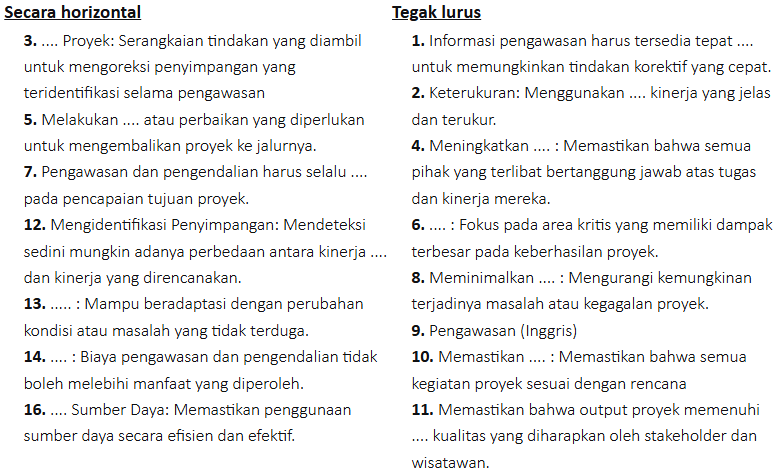 Secara horizontal
3. .... Proyek: Serangkaian tindakan yang diambil
untuk mengoreksi penyimpangan yang
teridentifikasi selama pengawasan
5. Melakukan .... atau perbaikan yang diperlukan
untuk mengembalikan proyek ke jalurnya.
7. Pengawasan dan pengendalian harus selalu ....
pada pencapaian tujuan proyek.
12. Mengidentifikasi Penyimpangan: Mendeteksi
sedini mungkin adanya perbedaan antara kinerja ....
dan kinerja yang direncanakan.
13. ..... : Mampu beradaptasi dengan perubahan
kondisi atau masalah yang tidak terduga.
14. .... : Biaya pengawasan dan pengendalian tidak
boleh melebihi manfaat yang diperoleh.
16. .... Sumber Daya: Memastikan penggunaan
sumber daya secara efisien dan efektif.
Tegak lurus
1. Informasi pengawasan harus tersedia tepat ....
untuk memungkinkan tindakan korektif yang cepat.
2. Keterukuran: Menggunakan .... kinerja yang jelas
dan terukur.
4. Meningkatkan .... : Memastikan bahwa semua
pihak yang terlibat bertanggung jawab atas tugas
dan kinerja mereka.
6. .... : Fokus pada area kritis yang memiliki dampak
terbesar pada keberhasilan proyek.
8. Meminimalkan .... : Mengurangi kemungkinan
terjadinya masalah atau kegagalan proyek.
9. Pengawasan (Inggris)
10. Memastikan .... : Memastikan bahwa semua
kegiatan proyek sesuai dengan rencana
11. Memastikan bahwa output proyek memenuhi
.... kualitas yang diharapkan oleh stakeholder dan
wisatawan.